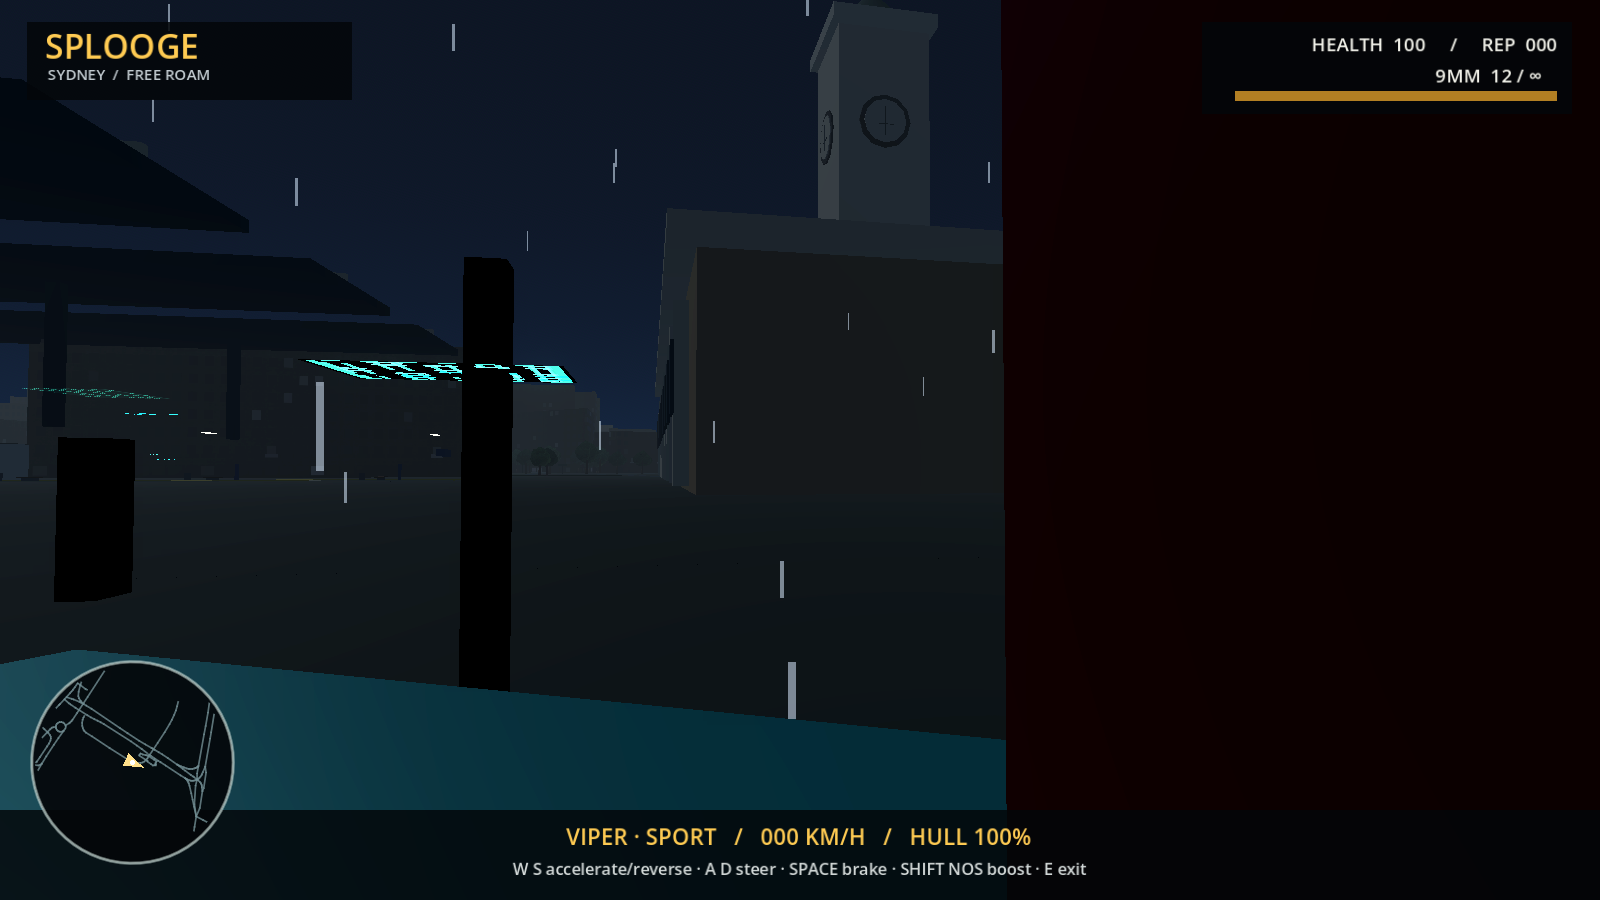 SPLOOGE
SYDNEY / FREE ROAM
HEALTH 100 / REP 000
9MM 12 / ∞
VIPER · SPORT / 000 KM/H / HULL 100%
W S accelerate/reverse · A D steer · SPACE brake · SHIFT NOS boost · E exit